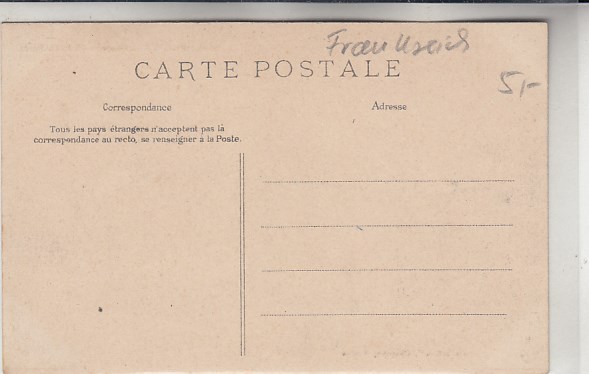 Frankreich
CARTE POSTALE
5,-
Correspondance
Adresse
Tous les pays étrangers n'acceptent pas la
correspondance au recto, se renseigner à la Poste.